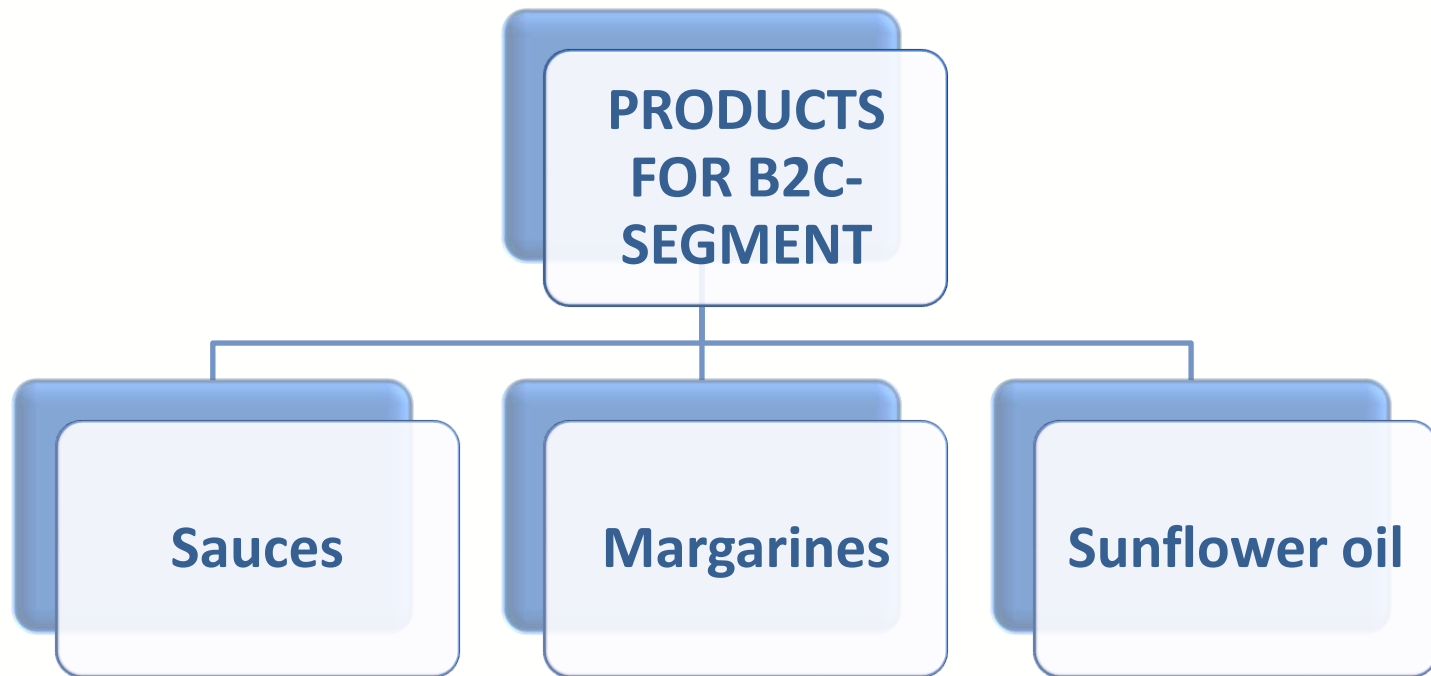 PRODUCTS
FOR B2C-
SEGMENT
Sauces
Margarines
Sunflower oil